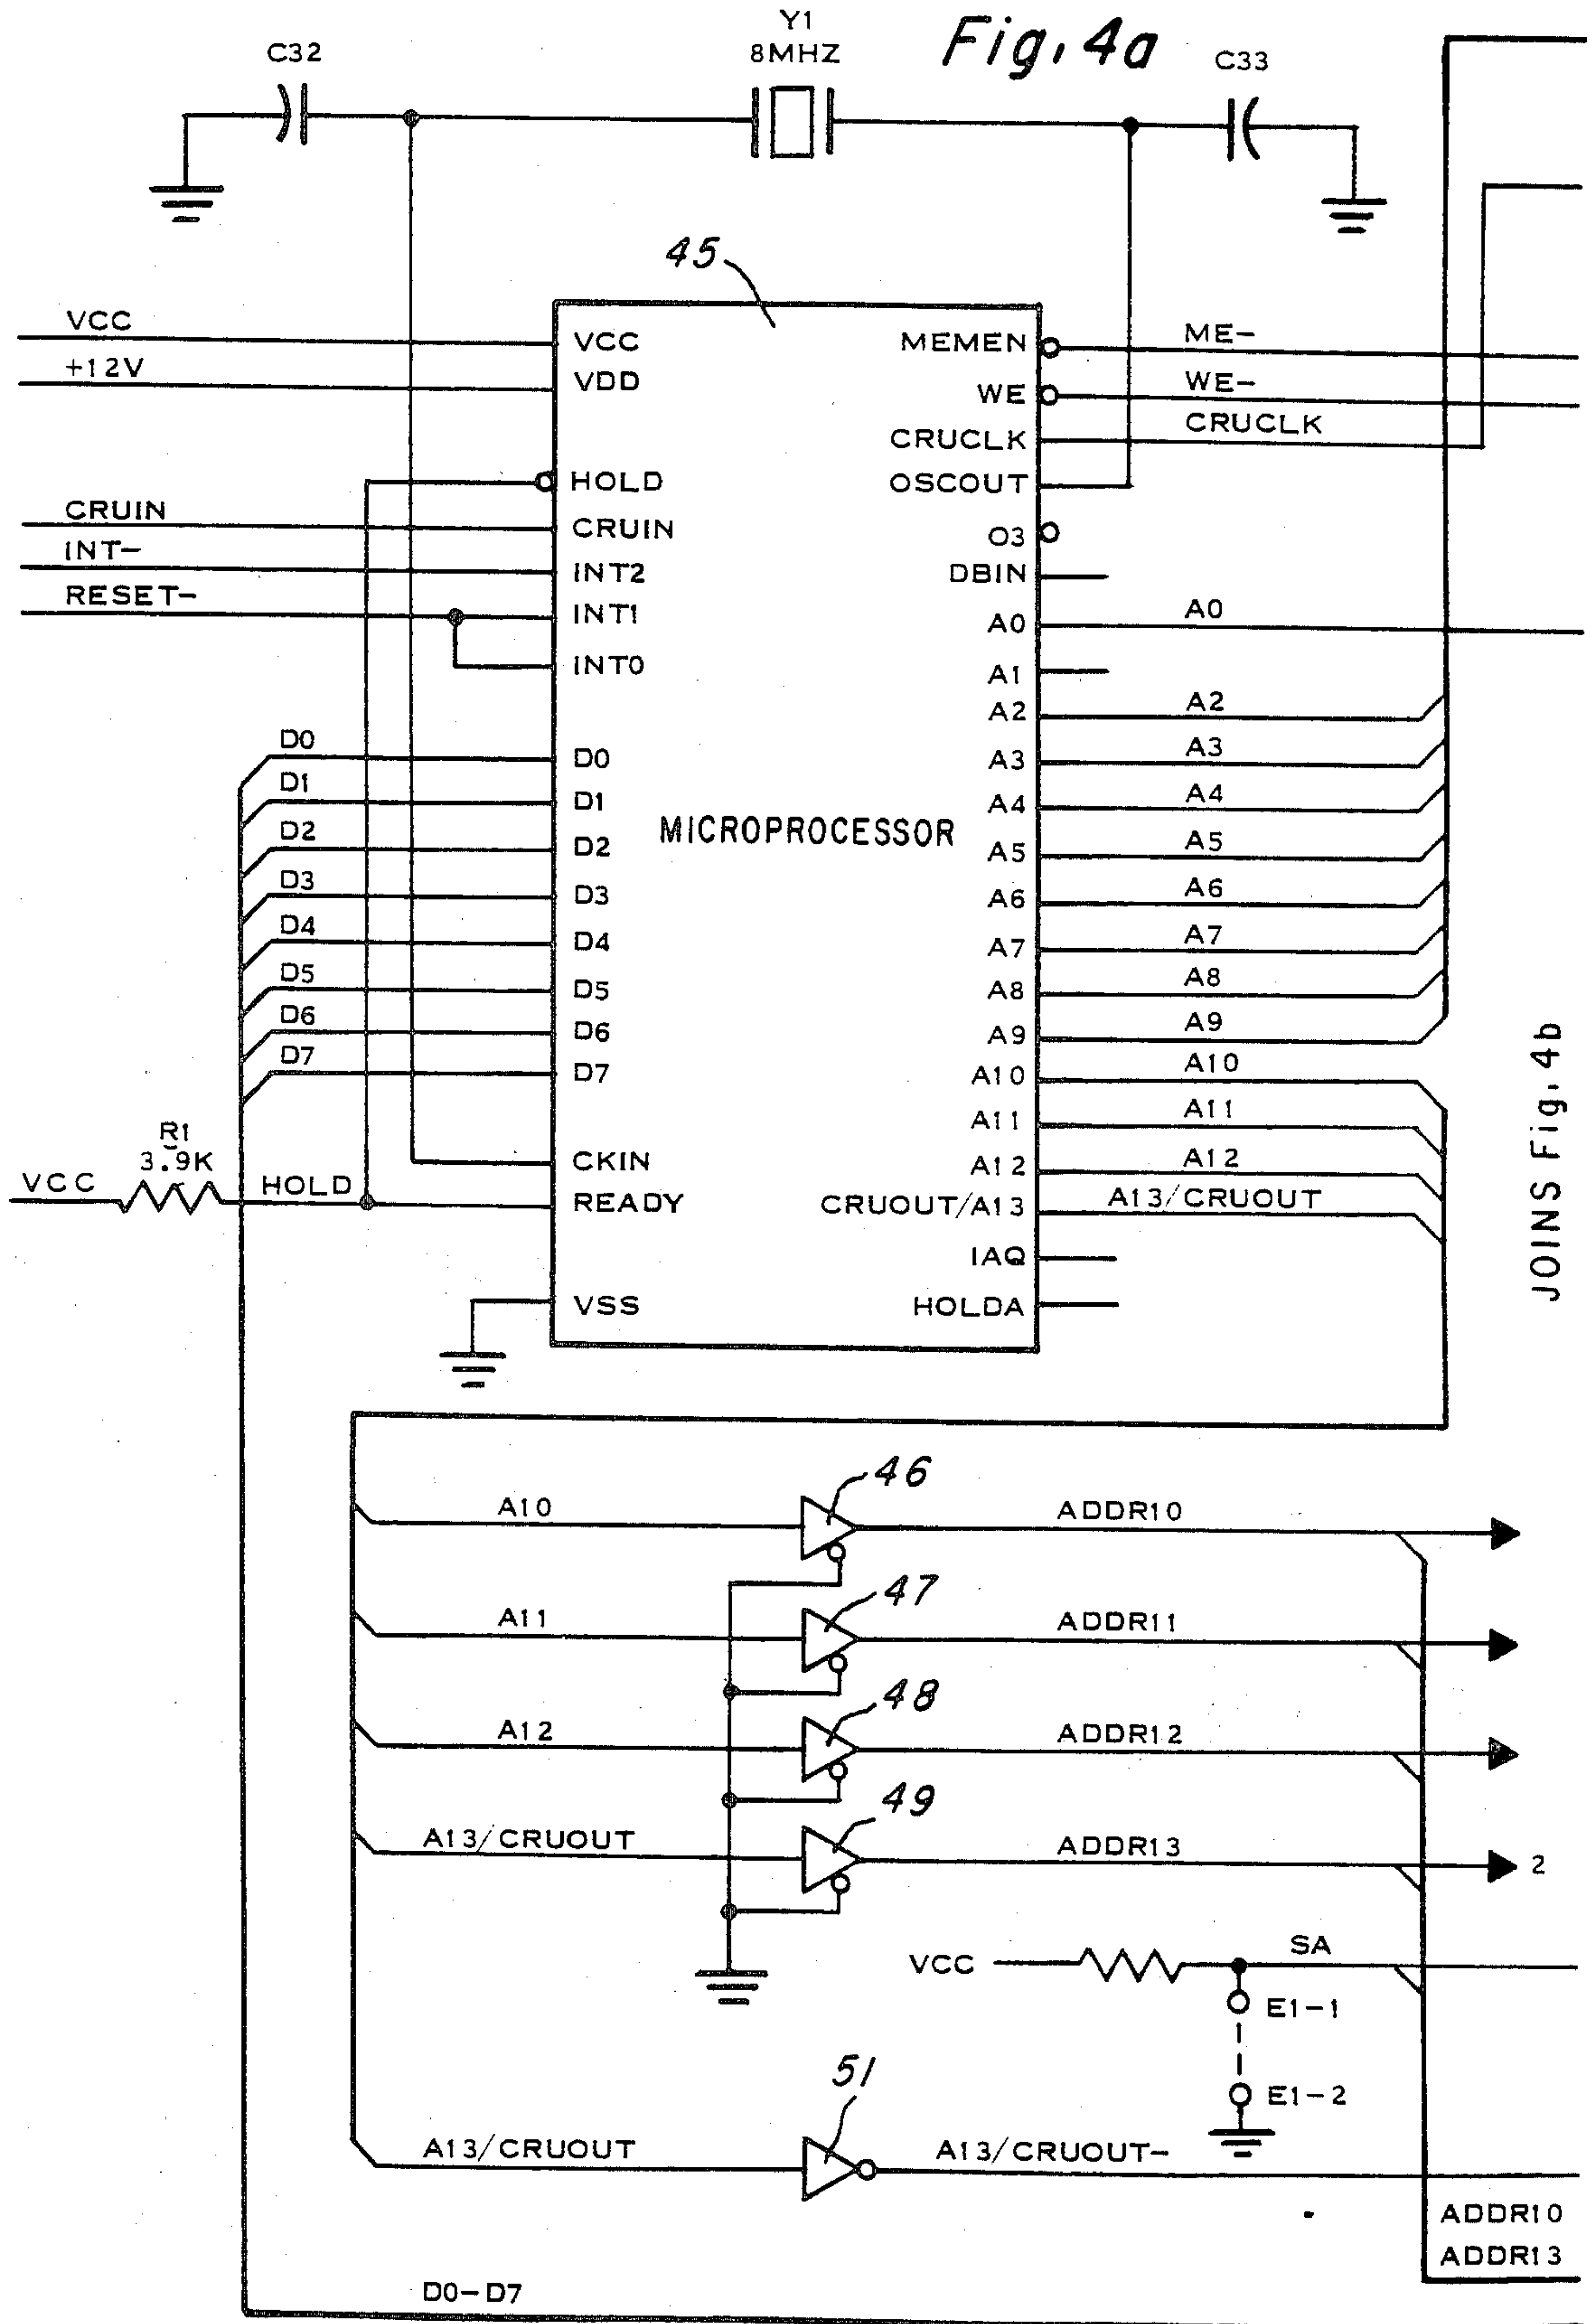 Fig. 4a
C32
Y1
8MHZ
C33
45
VCC
+12V
CRUIN
INT-
RESET-
VCC
VDD
HOLD
CRUIN
INT2
INT1
INT0
D0
D1
D2
D3
D4
D5
D6
D7
D0
D1
D2
D3
D4
D5
D6
D7
R1
3.9K
VCC
HOLD
CKIN
READY
VSS
MICROPROCESSOR
MEMEN
WE
CRUCLK
OSCOUT
O3
DBIN
A0
A1
A2
A3
A4
A5
A6
A7
A8
A9
A10
A11
A12
CRUOUT/A13
IAQ
HOLDA
ME-
WE-
CRUCLK
A0
A2
A3
A4
A5
A6
A7
A8
A9
A10
A11
A12
A13/CRUOUT
JOINS Fig. 4b
A10
46
ADDR10
A11
47
ADDR11
A12
48
ADDR12
A13/CRUOUT
49
ADDR13
2
VCC
SA
E1-1
E1-2
A13/CRUOUT
51
A13/CRUOUT-
ADDR10
ADDR13
D0-D7